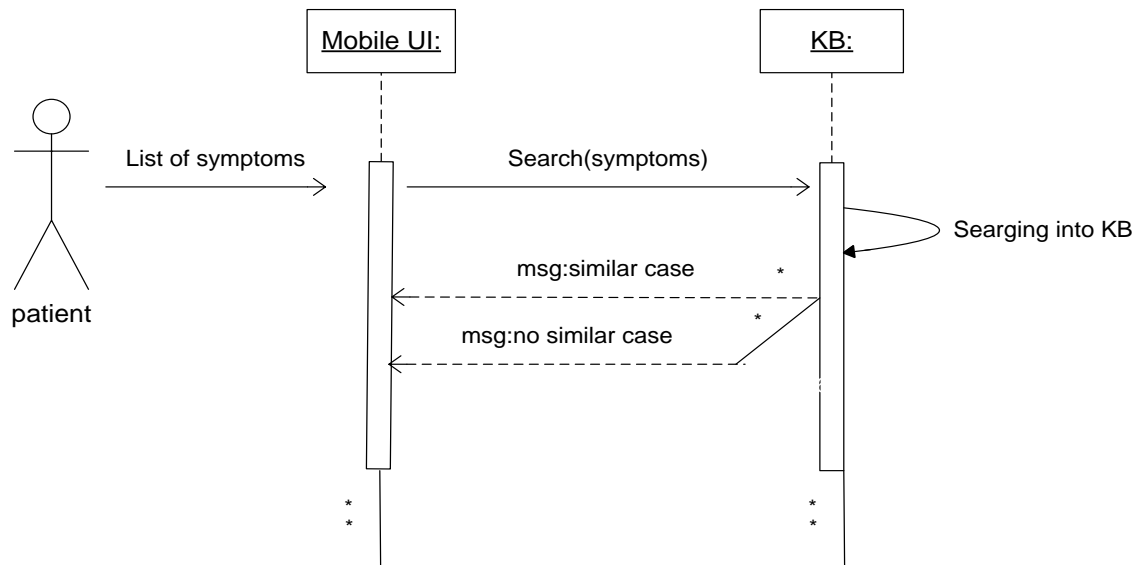 Mobile UI:
KB:
List of symptoms
Search(symptoms)
Searging into KB
msg:similar case
*
*
msg:no similar case
patient
*
*
*
*